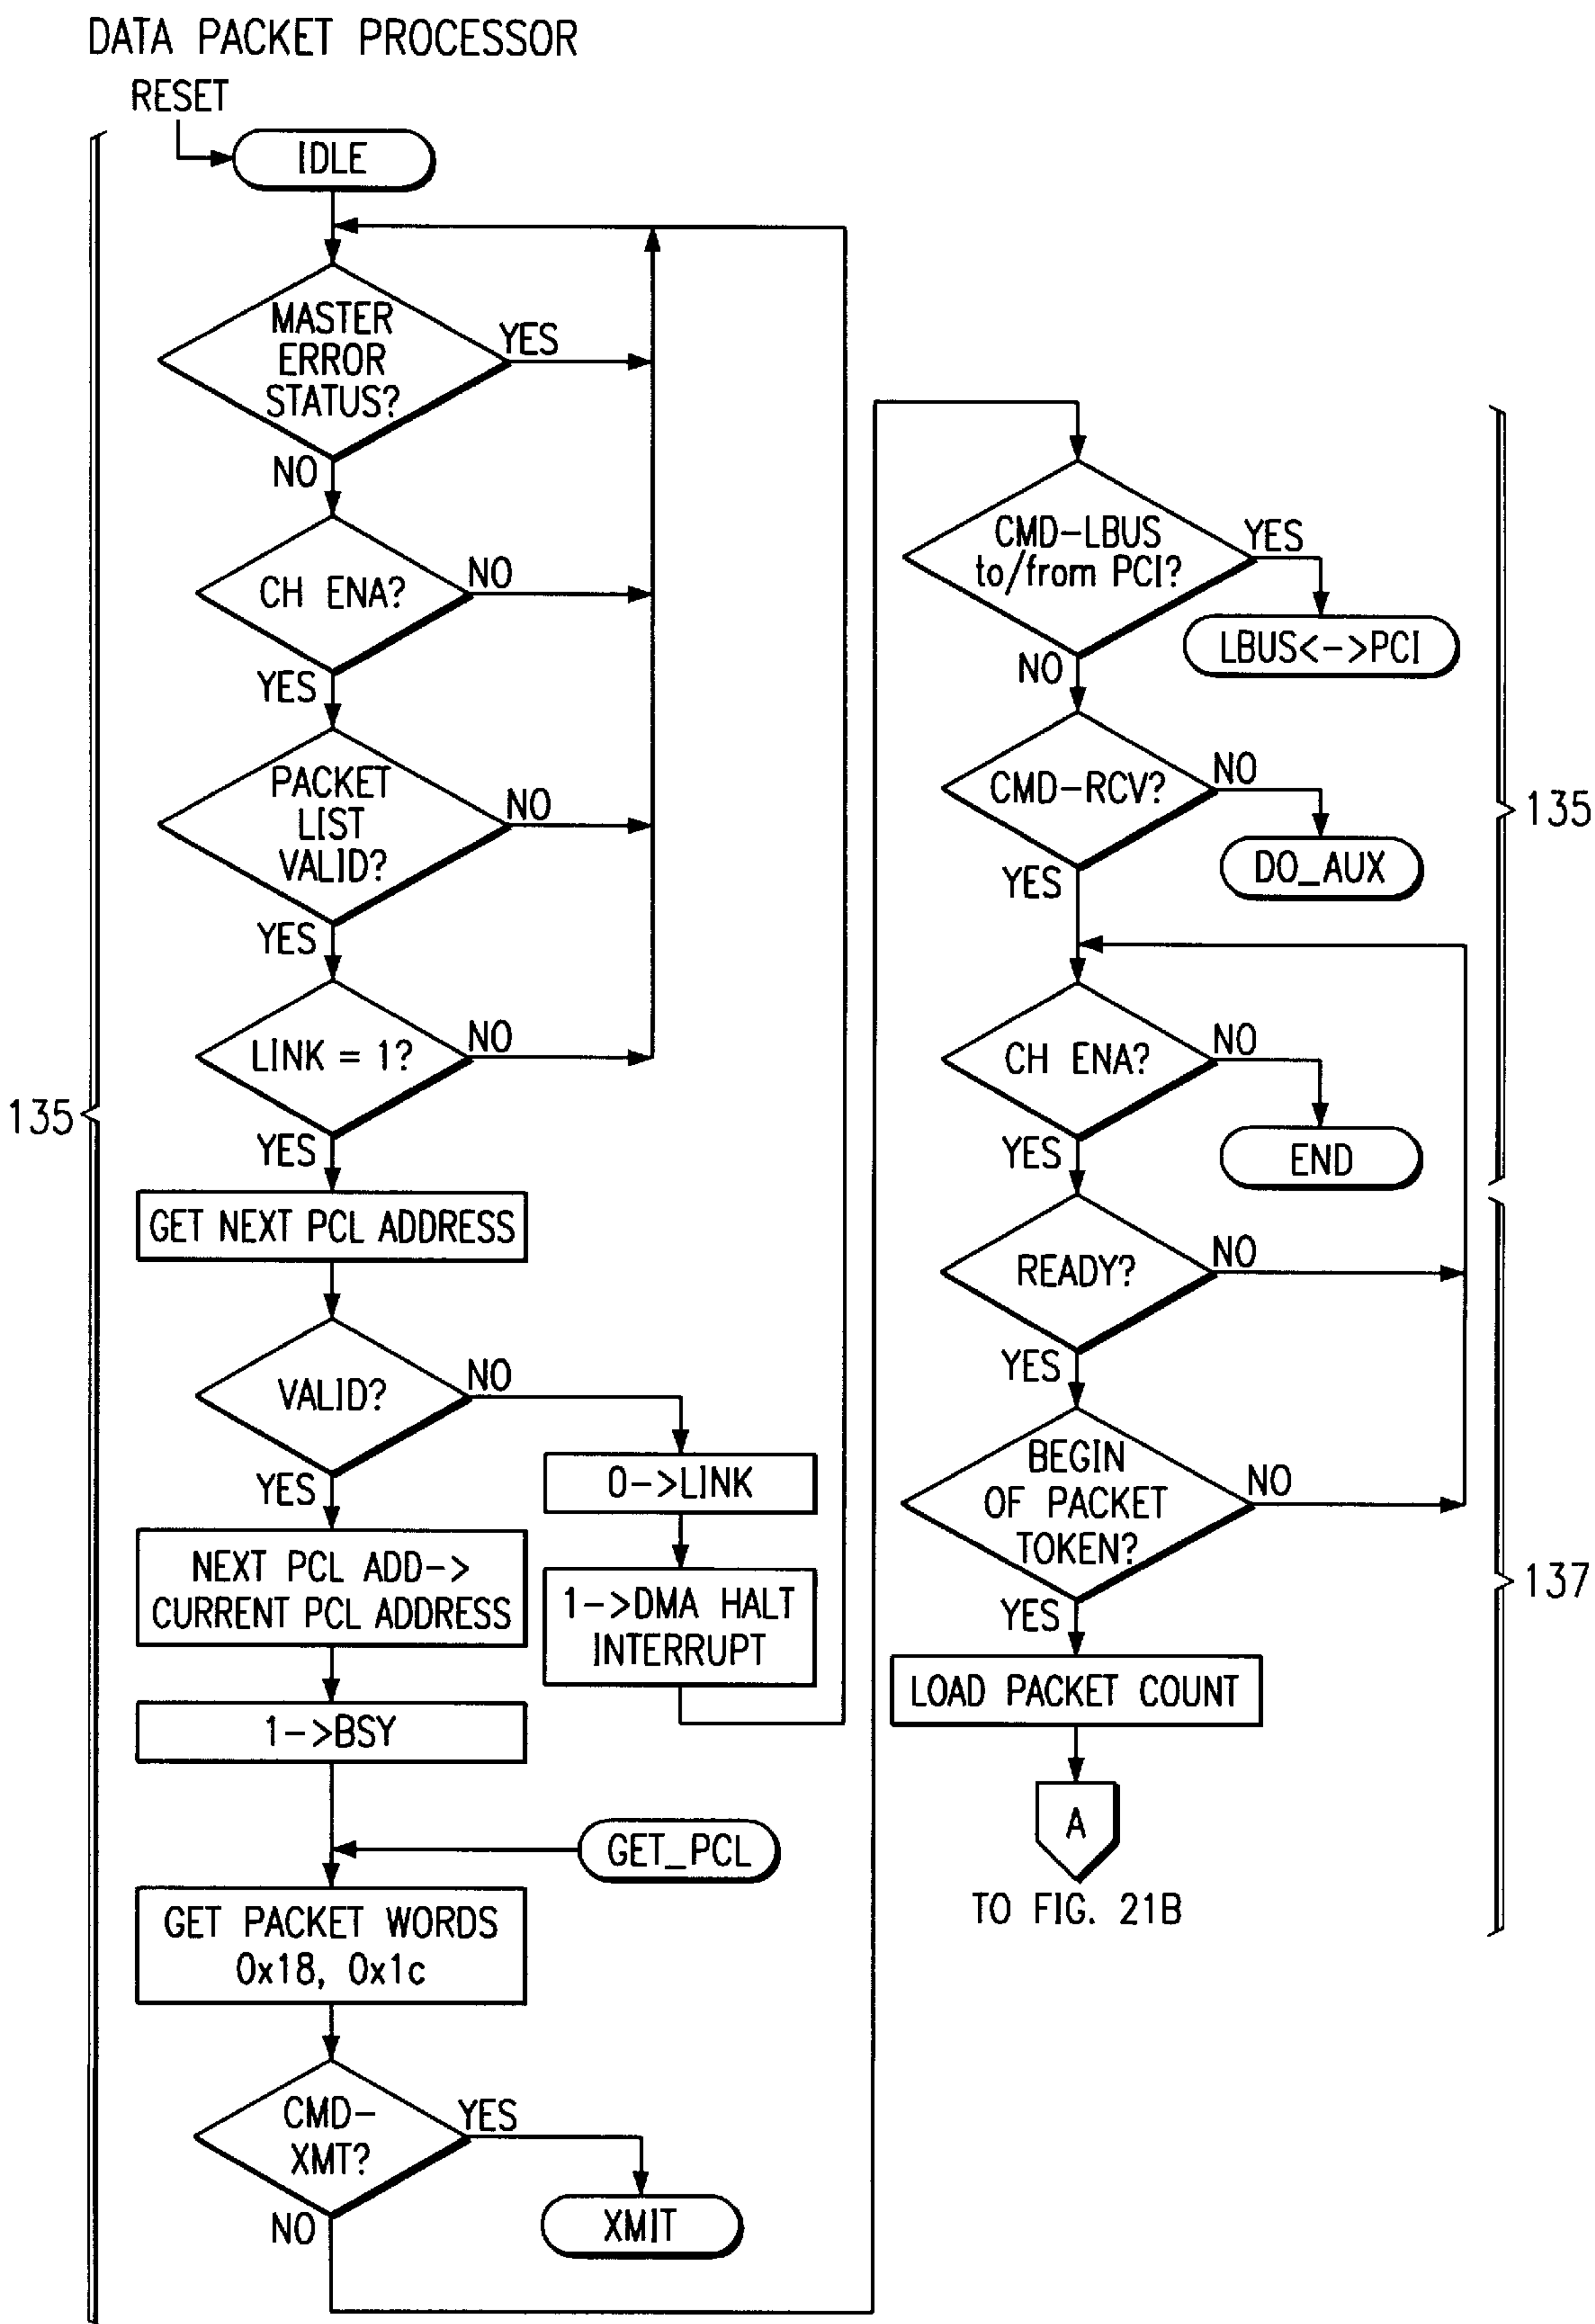 DATA PACKET PROCESSOR
RESET
IDLE
MASTER
ERROR
STATUS?
YES
NO
CH ENA?
NO
YES
PACKET
LIST
VALID?
NO
YES
LINK = 1?
NO
YES
135
GET NEXT PCL ADDRESS
VALID?
NO
YES
0->LINK
1->DMA HALT
INTERRUPT
NEXT PCL ADD->
CURRENT PCL ADDRESS
1->BSY
GET_PCL
GET PACKET WORDS
0x18, 0x1c
CMD-
XMT?
YES
XMIT
NO
CMD-LBUS
to/from PCI?
YES
LBUS<->PCI
NO
CMD-RCV?
NO
DO_AUX
YES
135
CH ENA?
NO
END
YES
READY?
NO
YES
BEGIN
OF PACKET
TOKEN?
NO
YES
137
LOAD PACKET COUNT
A
TO FIG. 21B